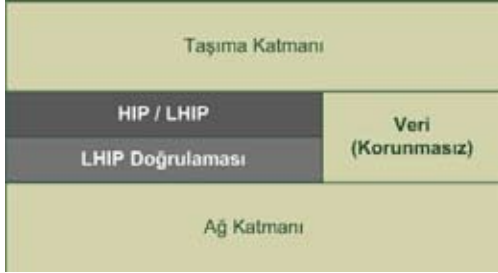 Taşıma Katmanı
HIP / LHIP
LHIP Doğrulaması
Veri
(Korunmasız)
Ağ Katmanı